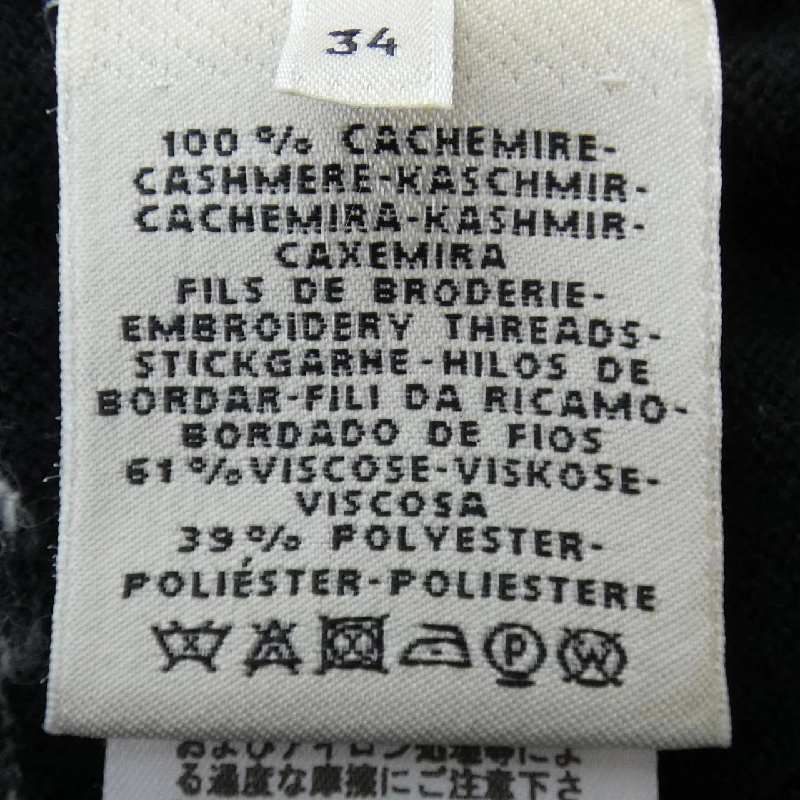 34
100 % CACHEMIRE-
CASHMERE-KASCHMIR-
CACHEMIRA-KASHMIR-
CAXEMIRA
FILS DE BRODERIE-
EMBROIDERY THREADS-
STICKGARNE-HILOS DE
BORDAR-FILI DA RICAMO-
BORDADO DE FIOS
61 % VISCOSE-VISKOSE-
VISCOSA
39 % POLYESTER-
POLIÉSTER-POLIESTERE
P W
およびアイロン処理等によ
る過度な摩擦にご注意下さ